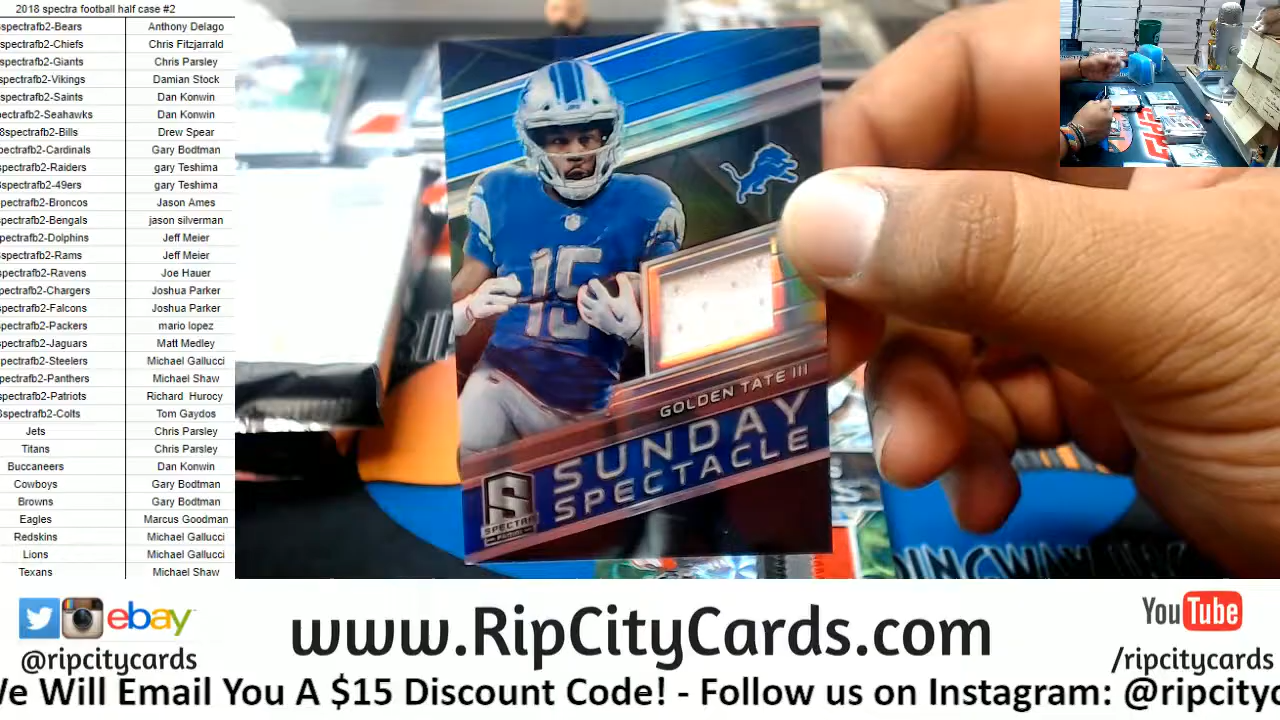 2018 spectra football half case #2
spectrafb2-Bears Anthony Delago
spectrafb2-Chiefs Chris Fitzjarrald
spectrafb2-Giants Chris Parsley
spectrafb2-Vikings Damian Stock
spectrafb2-Saints Dan Konwin
pectrafb2-Seahawks Dan Konwin
8spectrafb2-Bills Drew Spear
pectrafb2-Cardinals Gary Bodtman
spectrafb2-Raiders gary Teshima
spectrafb2-49ers gary Teshima
spectrafb2-Broncos Jason Ames
spectrafb2-Bengals jason silverman
pectrafb2-Dolphins Jeff Meier
spectrafb2-Rams Jeff Meier
spectrafb2-Ravens Joe Hauer
pectrafb2-Chargers Joshua Parker
spectrafb2-Falcons Joshua Parker
spectrafb2-Packers mario lopez
spectrafb2-Jaguars Matt Medley
spectrafb2-Steelers Michael Gallucci
pectrafb2-Panthers Michael Shaw
spectrafb2-Patriots Richard Hurocy
spectrafb2-Colts Tom Gaydos
Jets Chris Parsley
Titans Chris Parsley
Buccaneers Dan Konwin
Cowboys Gary Bodtman
Browns Gary Bodtman
Eagles Marcus Goodman
Redskins Michael Gallucci
Lions Michael Gallucci
Texans Michael Shaw
15
GOLDEN TATE III
SUNDAY
SPECTACLE
S
SPECTRA
PANINI
ebay
@ripcitycards
www.RipCityCards.com
YouTube
/ripcitycards
We Will Email You A $15 Discount Code! - Follow us on Instagram: @ripcityc